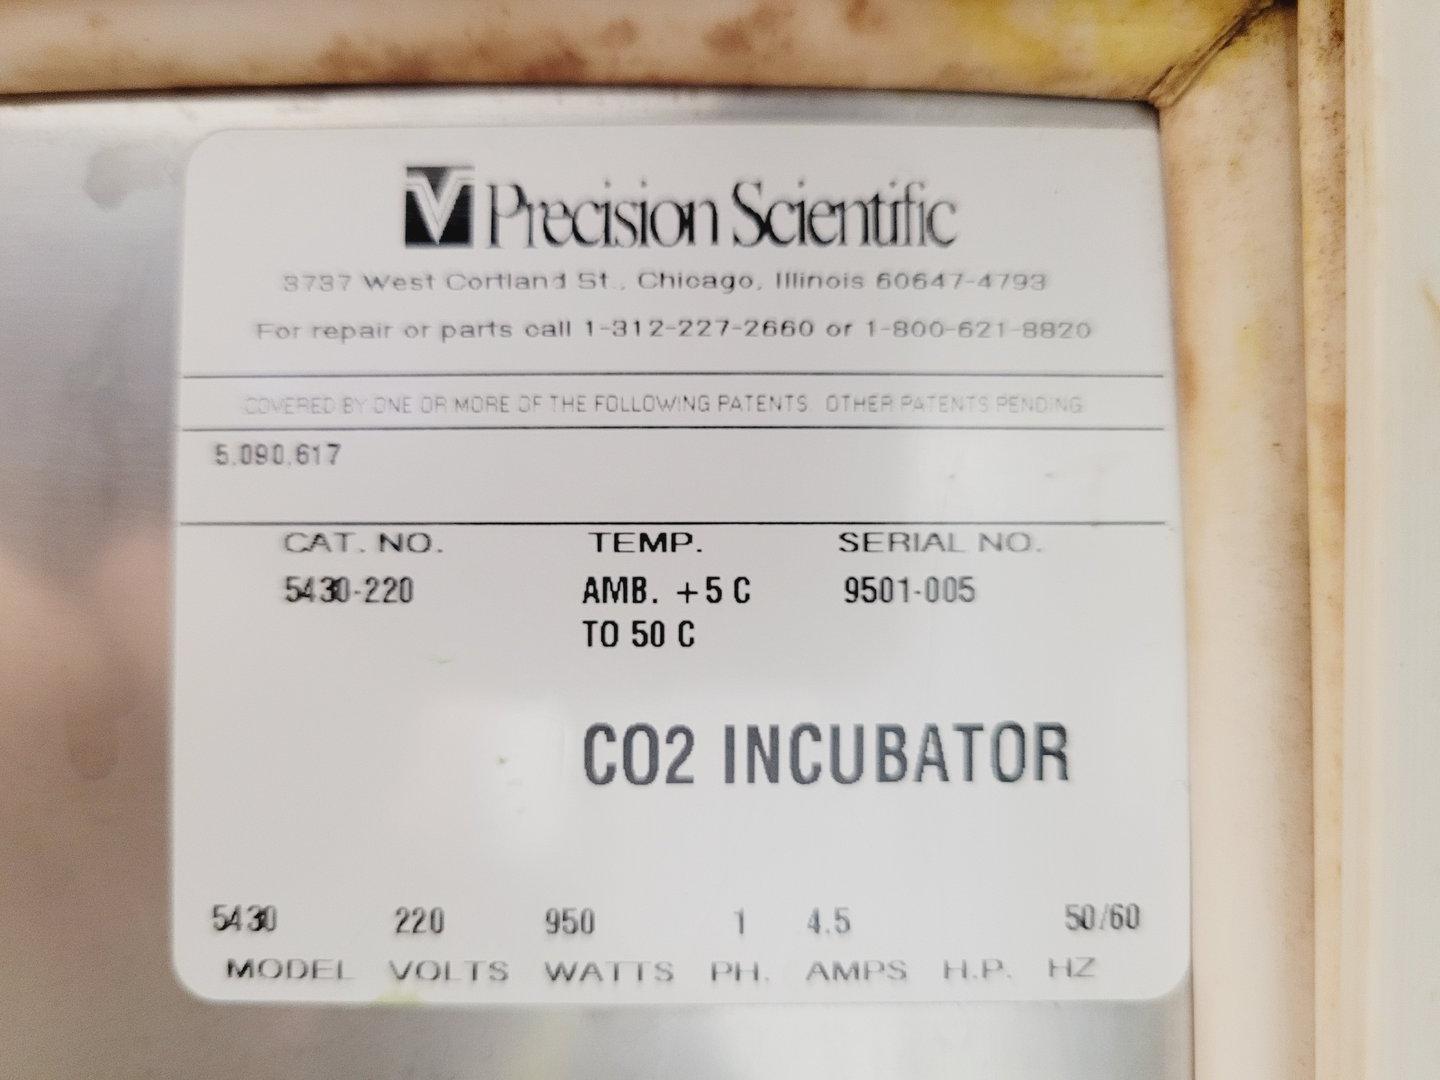 Precision Scientific
3737 West Cortland St., Chicago, Illinois 60647-4793
For repair or parts call 1-312-227-2660 or 1-800-621-8820
COVERED BY ONE OR MORE OF THE FOLLOWING PATENTS. OTHER PATENTS PENDING
5,090,617
CAT. NO. TEMP. SERIAL NO.
5430-220 AMB. +5 C 9501-005
TO 50 C
CO2 INCUBATOR
5430 220 950 1 4.5 50/60
MODEL VOLTS WATTS PH. AMPS H.P. HZ